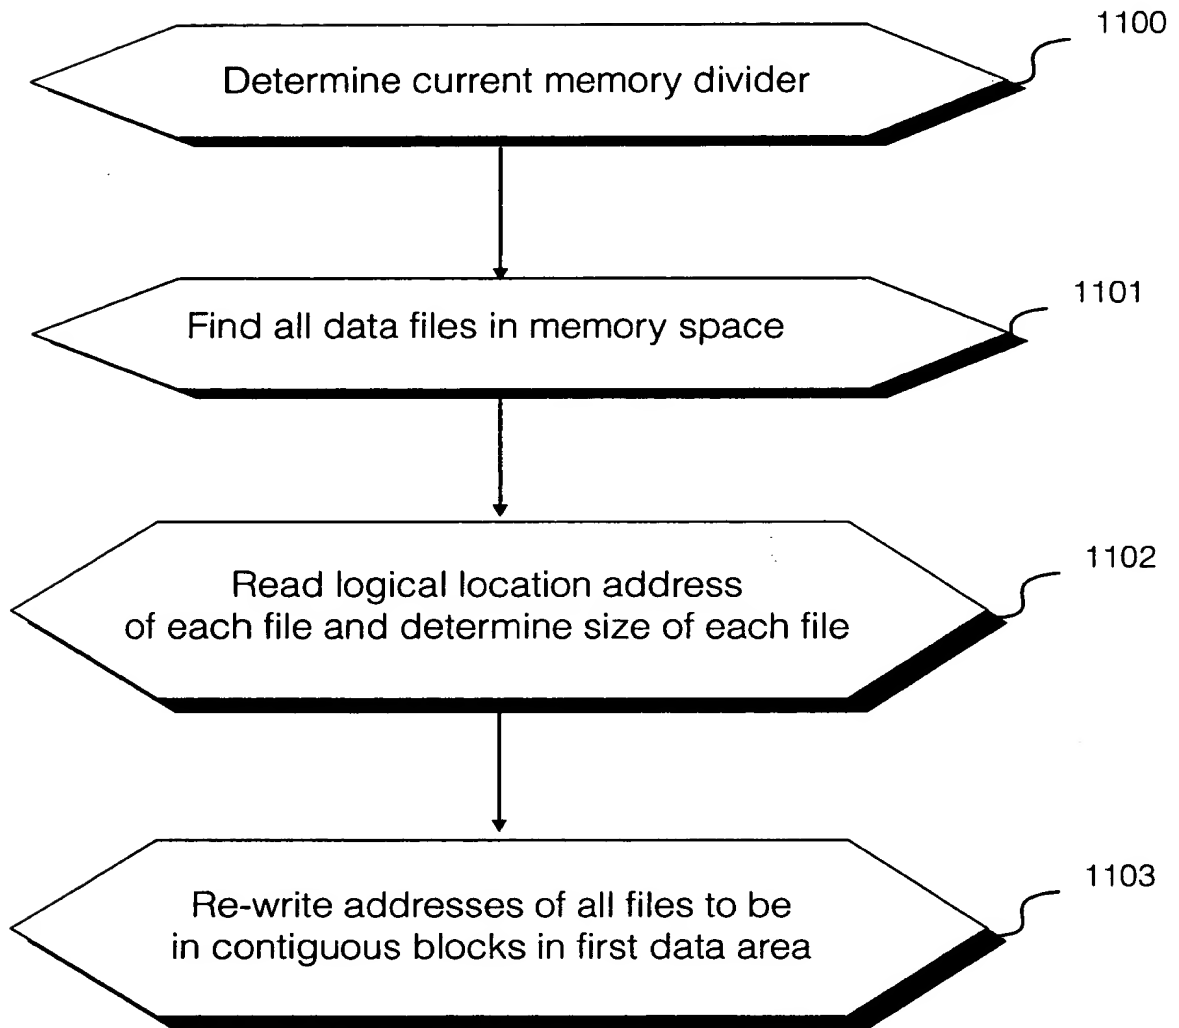 1100
Determine current memory divider
1101
Find all data files in memory space
1102
Read logical location address
of each file and determine size of each file
1103
Re-write addresses of all files to be
in contiguous blocks in first data area